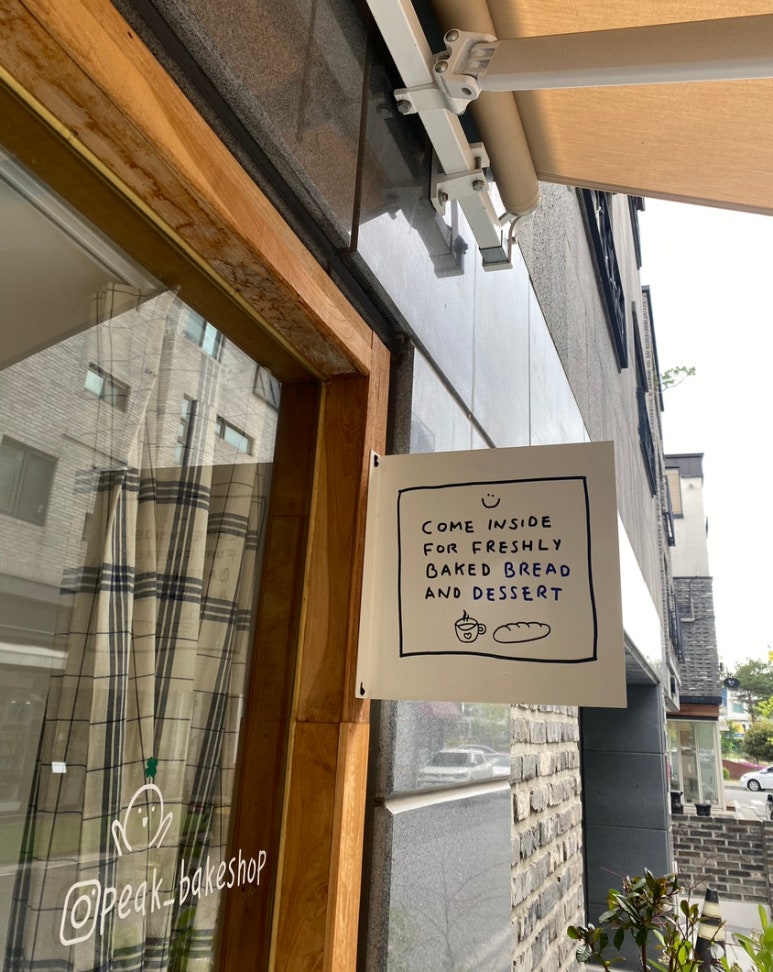 COME INSIDE
FOR FRESHLY
BAKED BREAD
AND DESSERT
@peak_bakeshop